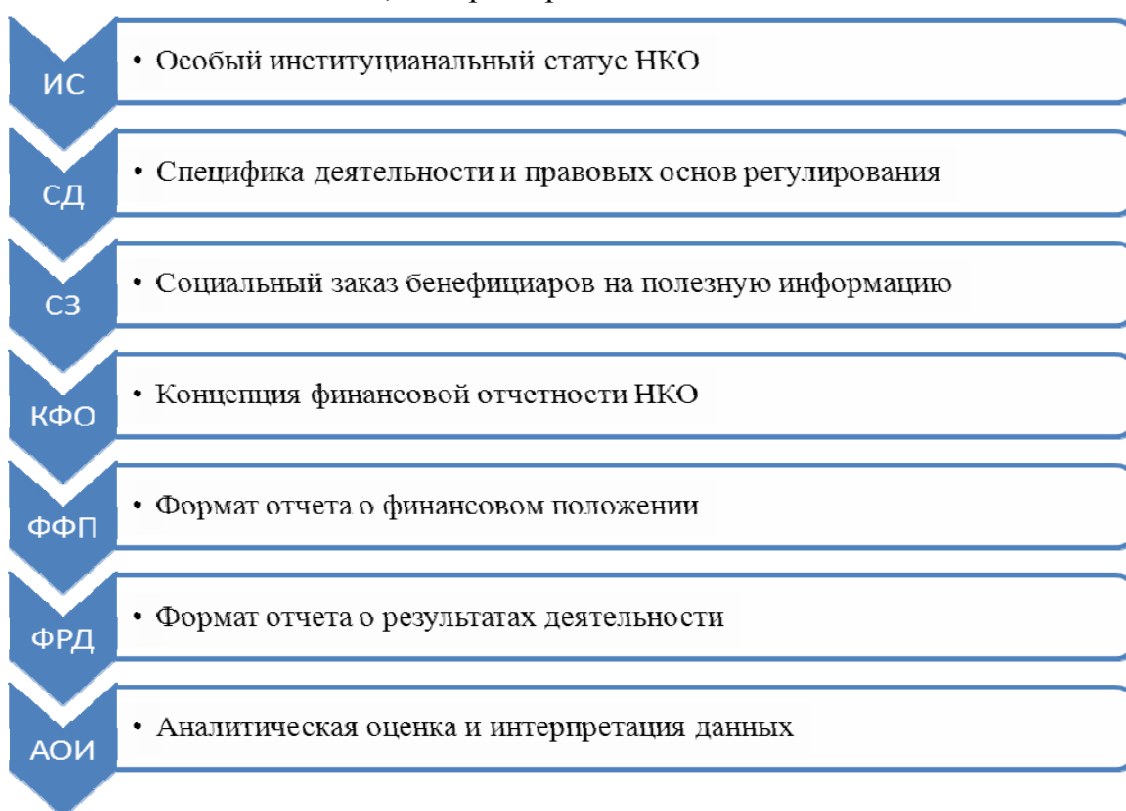 ИС
• Особый институцианальный статус НКО
СД
• Специфика деятельности и правовых основ регулирования
СЗ
• Социальный заказ бенефициаров на полезную информацию
КФО
• Концепция финансовой отчетности НКО
ФФП
• Формат отчета о финансовом положении
ФРД
• Формат отчета о результатах деятельности
АОИ
• Аналитическая оценка и интерпретация данных